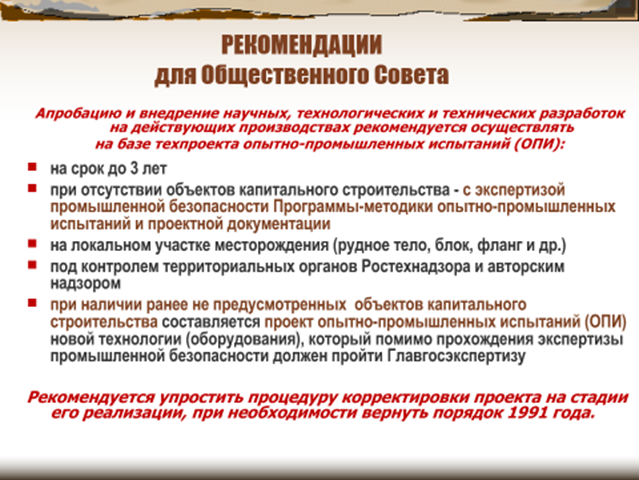 РЕКОМЕНДАЦИИ
для Общественного Совета
Апробацию и внедрение научных, технологических и технических разработок
на действующих производствах рекомендуется осуществлять
на базе техпроекта опытно-промышленных испытаний (ОПИ):
на срок до 3 лет
при отсутствии объектов капитального строительства - с экспертизой
промышленной безопасности Программы-методики опытно-промышленных
испытаний и проектной документации
на локальном участке месторождения (рудное тело, блок, фланг и др.)
под контролем территориальных органов Ростехнадзора и авторским
надзором
при наличии ранее не предусмотренных объектов капитального
строительства составляется проект опытно-промышленных испытаний (ОПИ)
новой технологии (оборудования), который помимо прохождения экспертизы
промышленной безопасности должен пройти Главгосэкспертизу
Рекомендуется упростить процедуру корректировки проекта на стадии
его реализации, при необходимости вернуть порядок 1991 года.